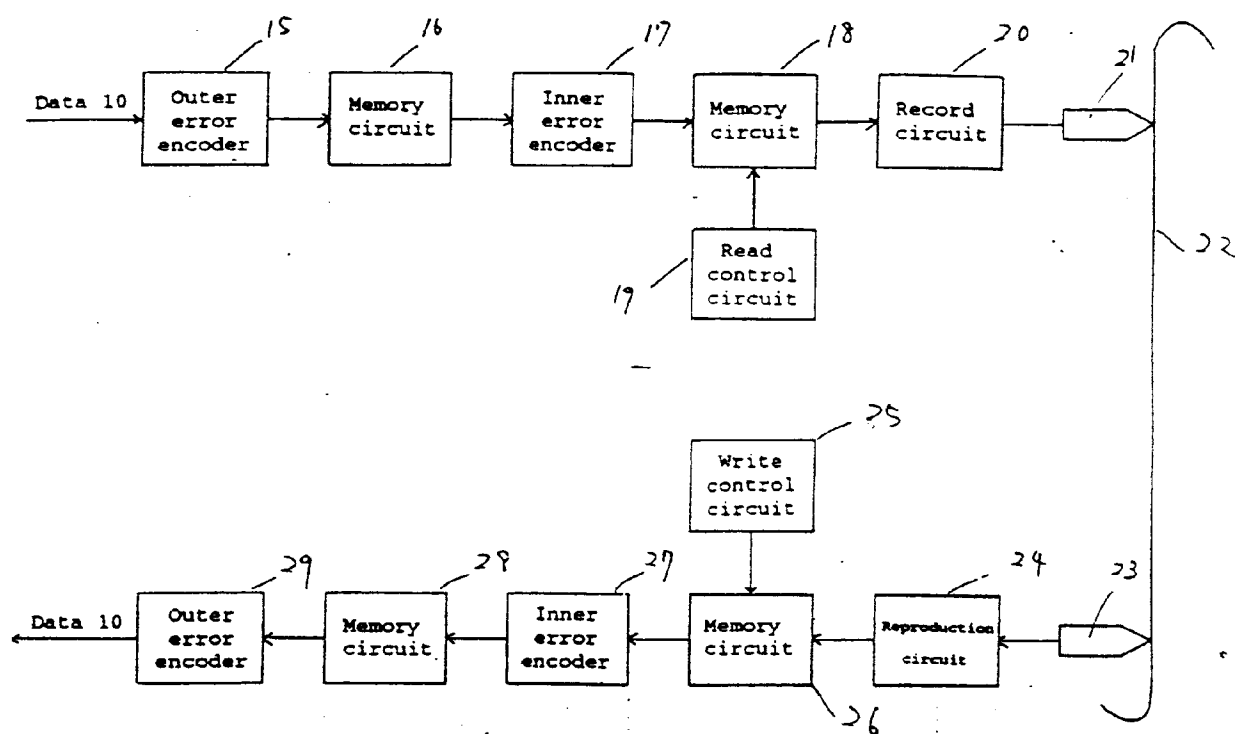 15
16
17
18
20
21
Data 10
Outer
error
encoder
Memory
circuit
Inner
error
encoder
Memory
circuit
Record
circuit
22
Read
control
circuit
19
25
Write
control
circuit
29
28
27
24
23
Data 10
Outer
error
encoder
Memory
circuit
Inner
error
encoder
Memory
circuit
Reproduction
circuit
26